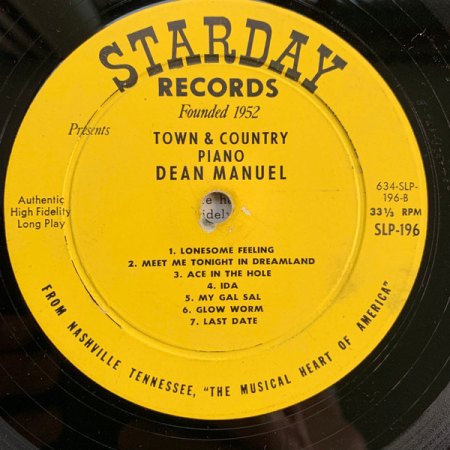 STARDAY
RECORDS
Founded 1952
Presents
TOWN & COUNTRY
PIANO
DEAN MANUEL
Authentic
High Fidelity
Long Play
634-SLP-
196-B
33⅓ RPM
SLP-196
1. LONESOME FEELING
2. MEET ME TONIGHT IN DREAMLAND
3. ACE IN THE HOLE
4. IDA
5. MY GAL SAL
6. GLOW WORM
7. LAST DATE
FROM NASHVILLE TENNESSEE, "THE MUSICAL HEART OF AMERICA"